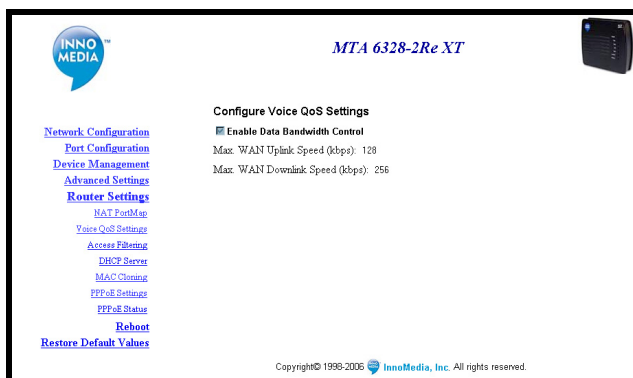 INNO
MEDIA
TM
MTA 6328-2Re XT
Configure Voice QoS Settings
Enable Data Bandwidth Control
Max. WAN Uplink Speed (kbps): 128
Max. WAN Downlink Speed (kbps): 256
Network Configuration
Port Configuration
Device Management
Advanced Settings
Router Settings
NAT PortMap
Voice QoS Settings
Access Filtering
DHCP Server
MAC Cloning
PPPoE Settings
PPPoE Status
Reboot
Restore Default Values
Copyright© 1998-2006 InnoMedia, Inc. All rights reserved.